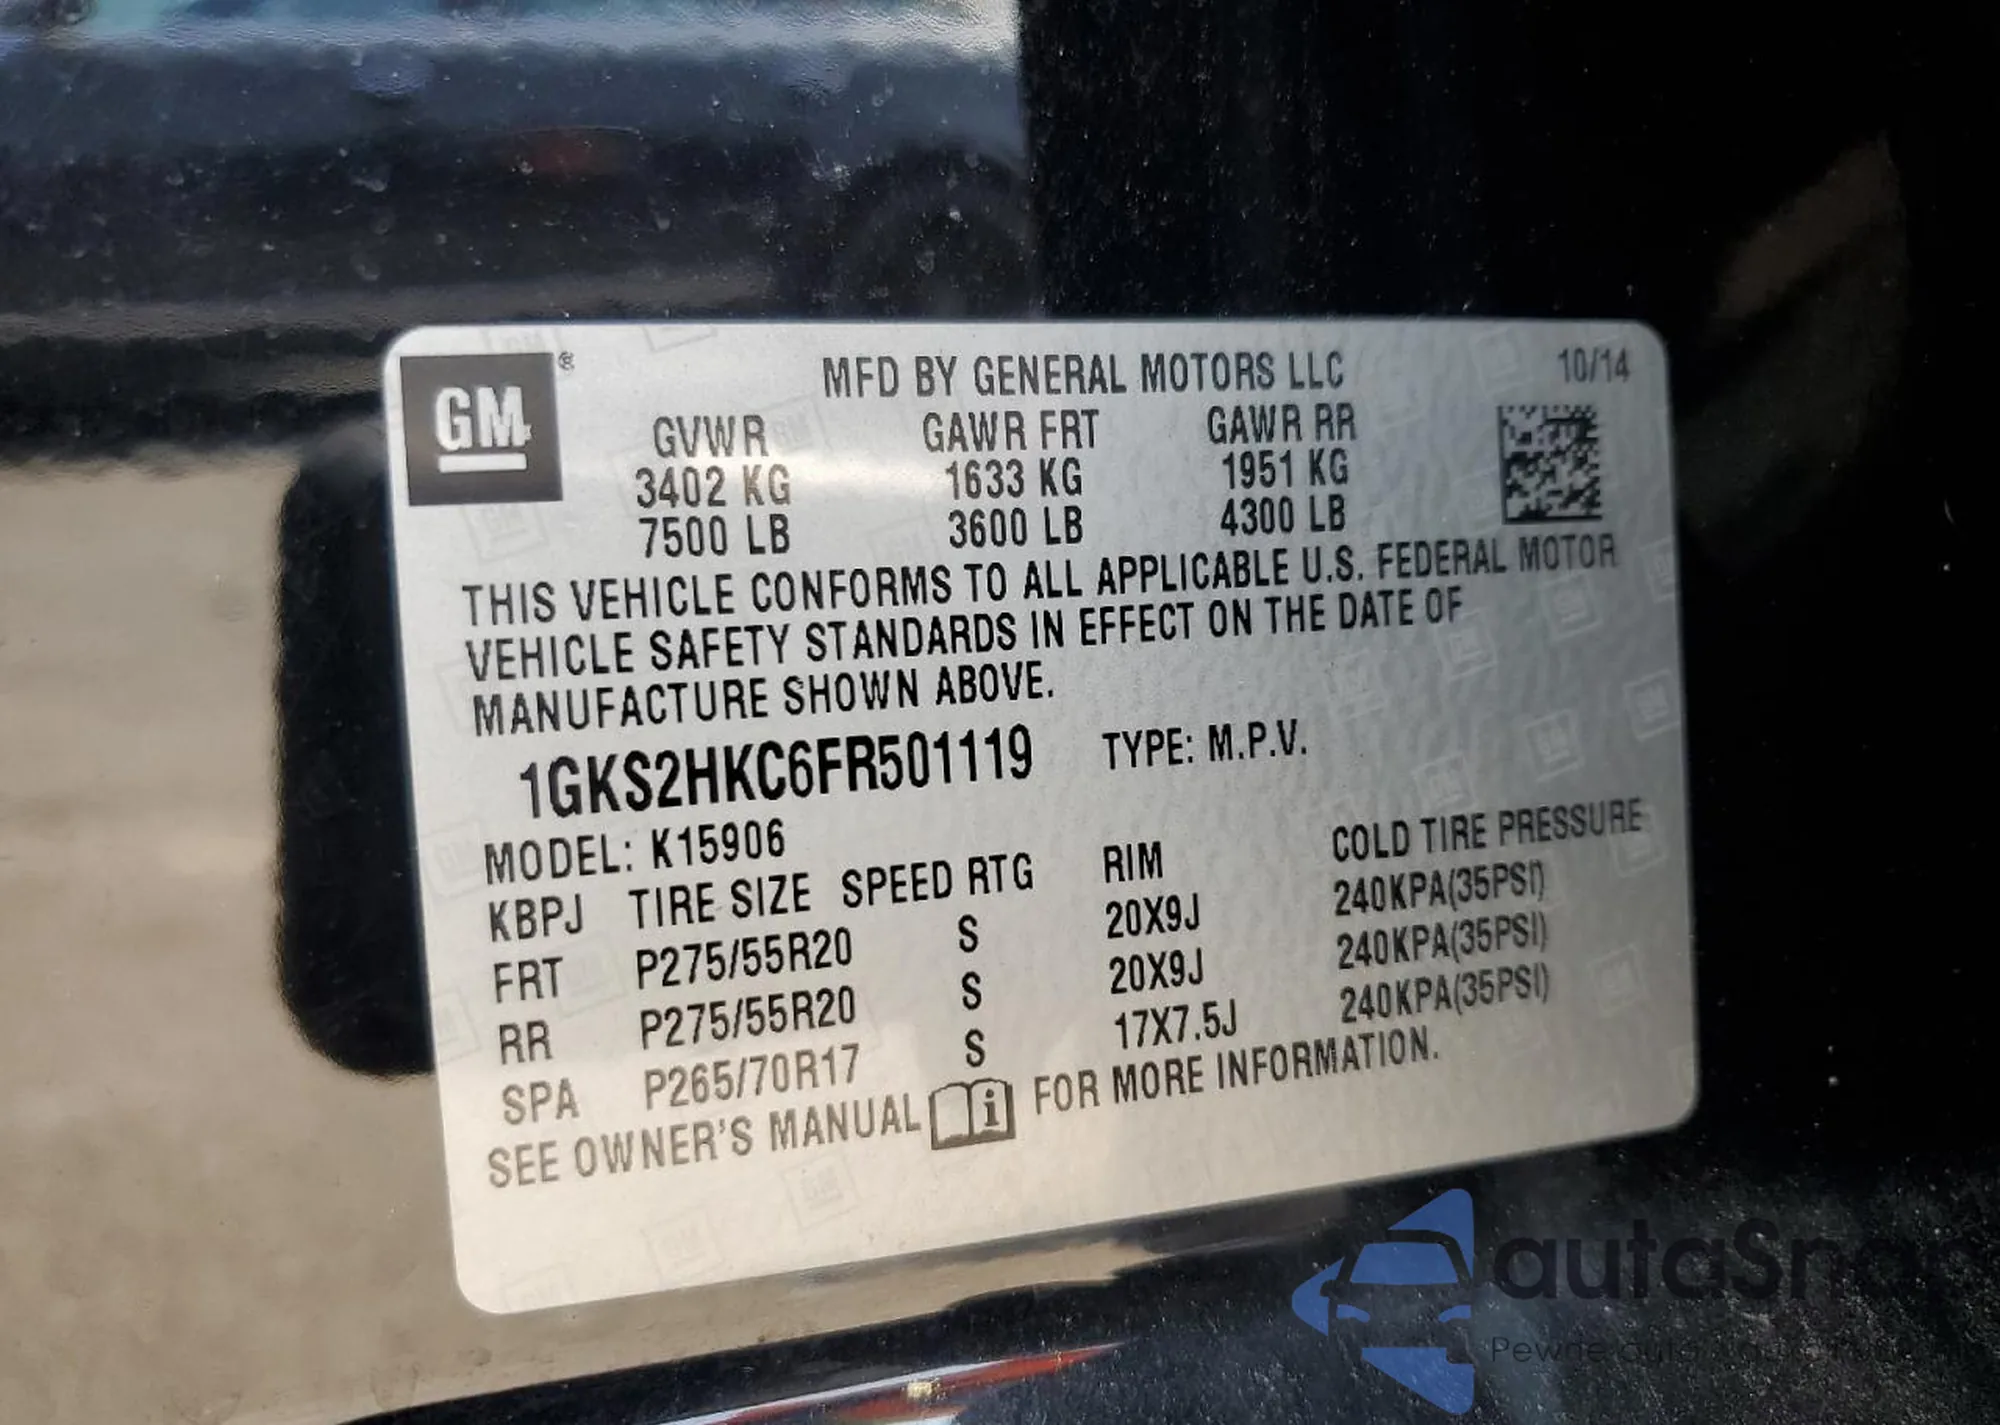 GM ®
MFD BY GENERAL MOTORS LLC 10/14
GVWR GAWR FRT GAWR RR
3402 KG 1633 KG 1951 KG
7500 LB 3600 LB 4300 LB
THIS VEHICLE CONFORMS TO ALL APPLICABLE U.S. FEDERAL MOTOR
VEHICLE SAFETY STANDARDS IN EFFECT ON THE DATE OF
MANUFACTURE SHOWN ABOVE.
1GKS2HKC6FR501119 TYPE: M.P.V.
MODEL: K15906
KBPJ TIRE SIZE SPEED RTG RIM COLD TIRE PRESSURE
FRT P275/55R20 S 20X9J 240KPA(35PSI)
RR P275/55R20 S 20X9J 240KPA(35PSI)
SPA P265/70R17 S 17X7.5J 240KPA(35PSI)
SEE OWNER'S MANUAL FOR MORE INFORMATION.
autaSna
Pewne auta